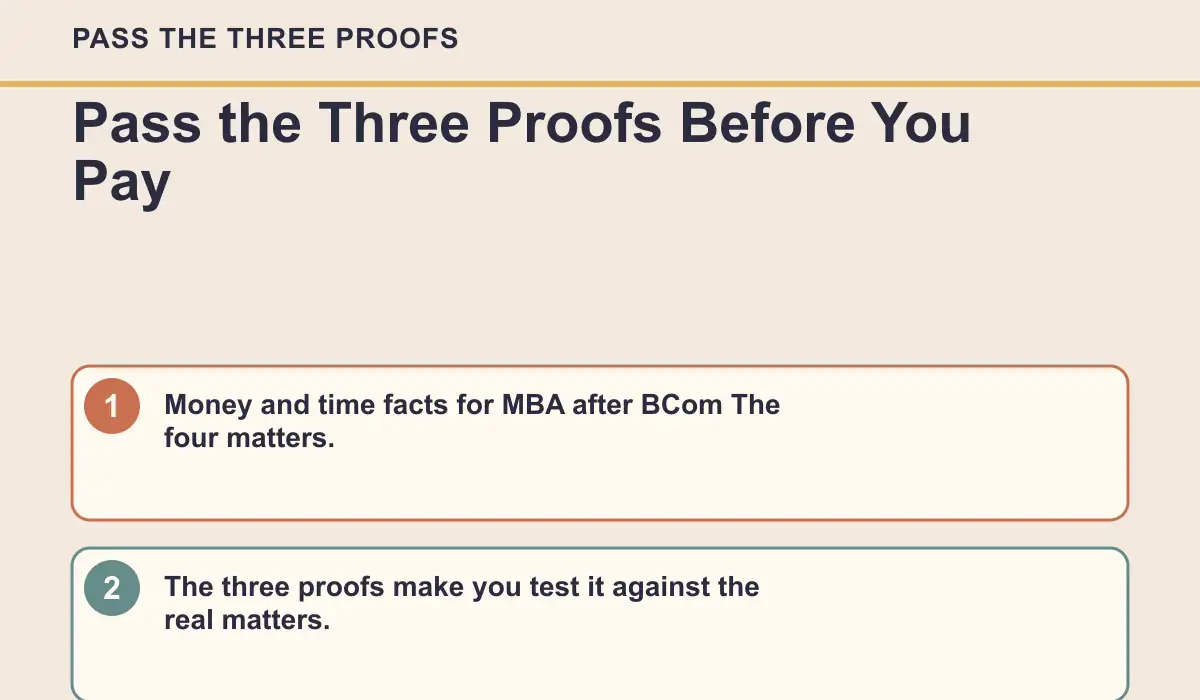 PASS THE THREE PROOFS
Pass the Three Proofs Before You
Pay
1
Money and time facts for MBA after BCom The
four matters.
2
The three proofs make you test it against the
real matters.